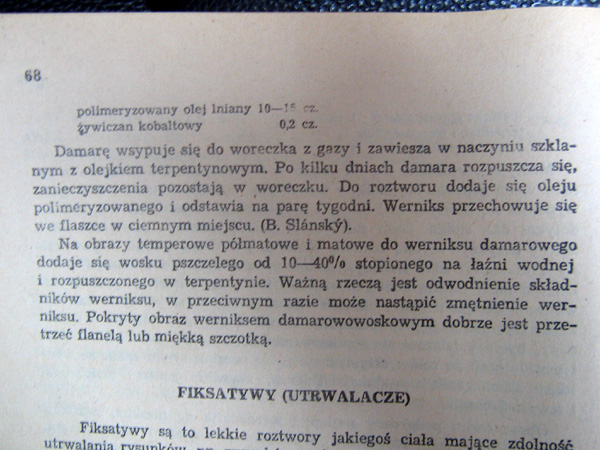 68
polimeryzowany olej lniany 10—15 cz.
żywiczan kobaltowy 0,2 cz.
Damarę wsypuje się do woreczka z gazy i zawiesza w naczyniu szkla-
nym z olejkiem terpentynowym. Po kilku dniach damara rozpuszcza się,
zanieczyszczenia pozostają w woreczku. Do roztworu dodaje się oleju
polimeryzowanego i odstawia na parę tygodni. Werniks przechowuje się
we flaszce w ciemnym miejscu. (B. Slánský).
Na obrazy temperowe półmatowe i matowe do werniksu damarowego
dodaje się wosku pszczelego od 10—40% stopionego na łaźni wodnej
i rozpuszczonego w terpentynie. Ważną rzeczą jest odwodnienie skład-
ników werniksu, w przeciwnym razie może nastąpić zmętnienie wer-
niksu. Pokryty obraz werniksem damarowowoskowym dobrze jest prze-
trzeć flanelą lub miękką szczotką.
FIKSATYWY (UTRWALACZE)
Fiksatywy są to lekkie roztwory jakiegoś ciała mające zdolność
utrwalania rysunków